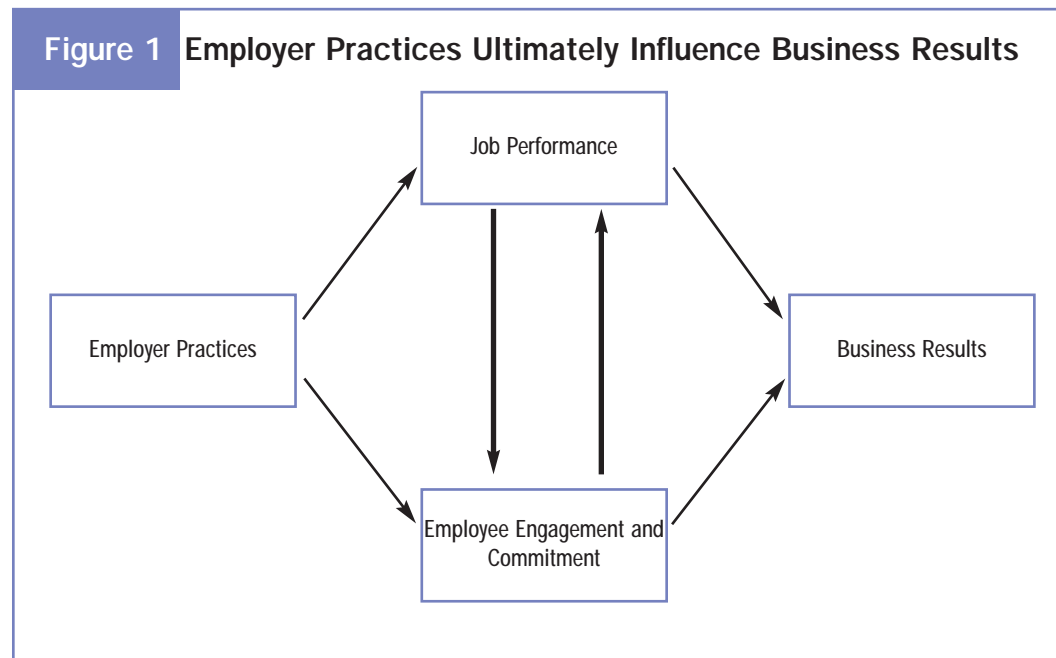 Figure 1 Employer Practices Ultimately Influence Business Results
Job Performance
Employer Practices
Business Results
Employee Engagement and
Commitment